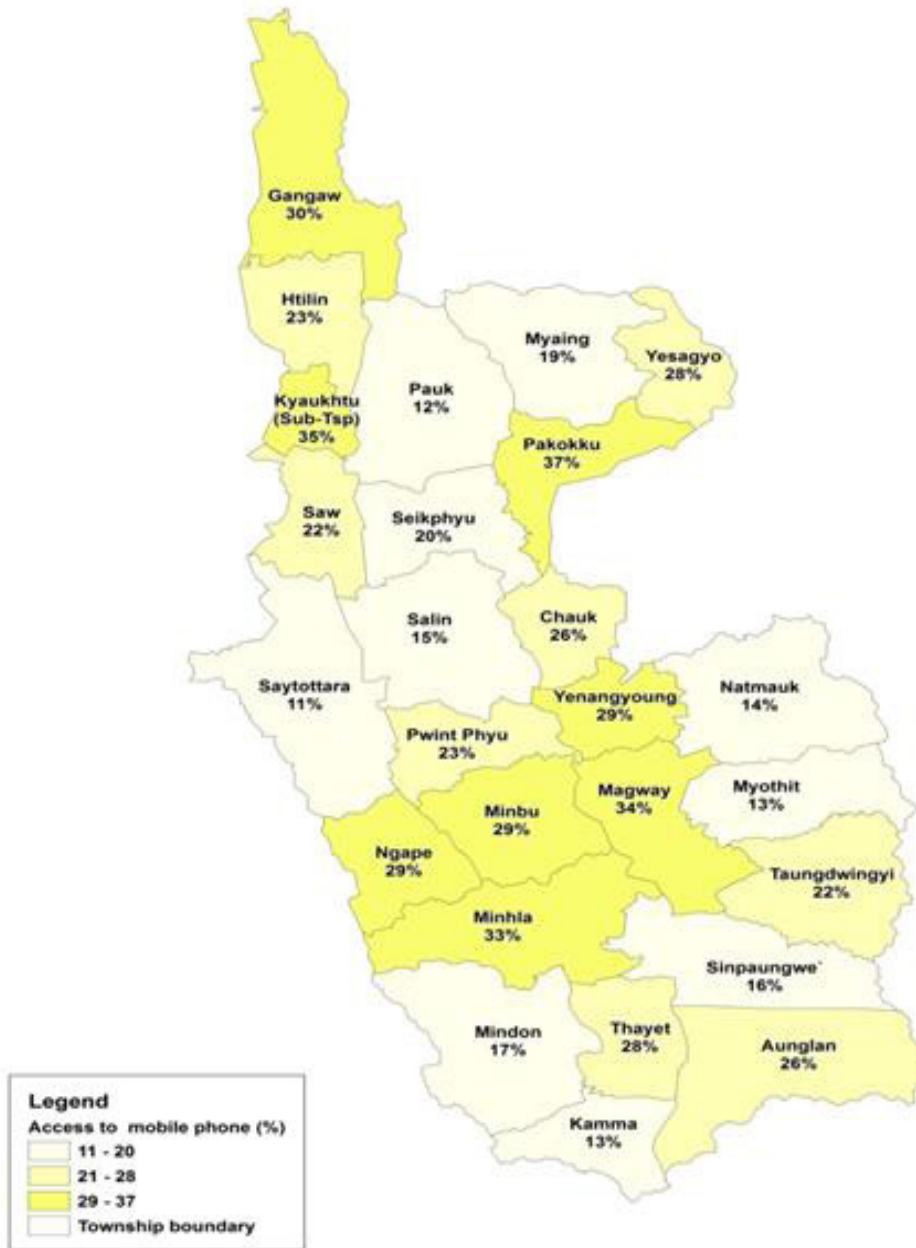 Gangaw
30%
Htilin
23%
Myaing
19%
Yesagyo
28%
Pauk
12%
Kyaukhtu
(Sub-Tsp)
35%
Pakokku
37%
Saw
22%
Seikphyu
20%
Salin
15%
Chauk
26%
Saytottara
11%
Yenangyoung
29%
Natmauk
14%
Pwint Phyu
23%
Magway
34%
Myothit
13%
Minbu
29%
Ngape
29%
Taungdwingyi
22%
Minhla
33%
Sinpaungwe`
16%
Mindon
17%
Thayet
28%
Aunglan
26%
Kamma
13%
Legend
Access to mobile phone (%)
11 - 20
21 - 28
29 - 37
Township boundary